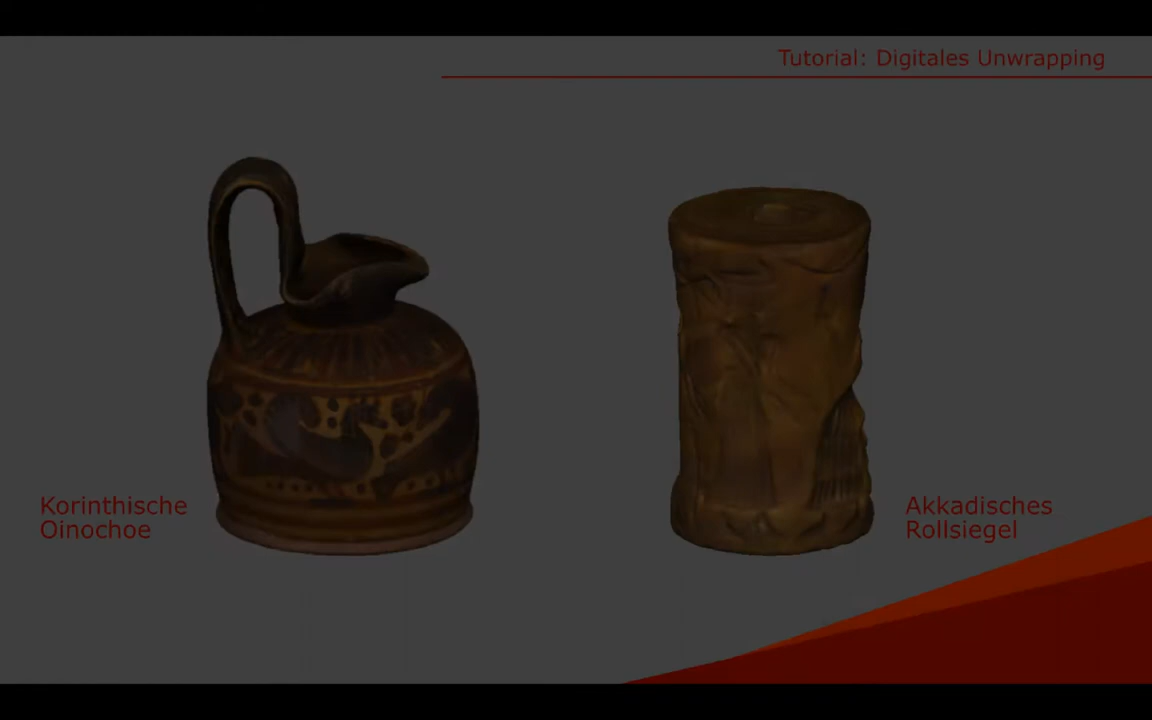 Tutorial: Digitales Unwrapping
Korinthische
Oinochoe
Akkadisches
Rollsiegel